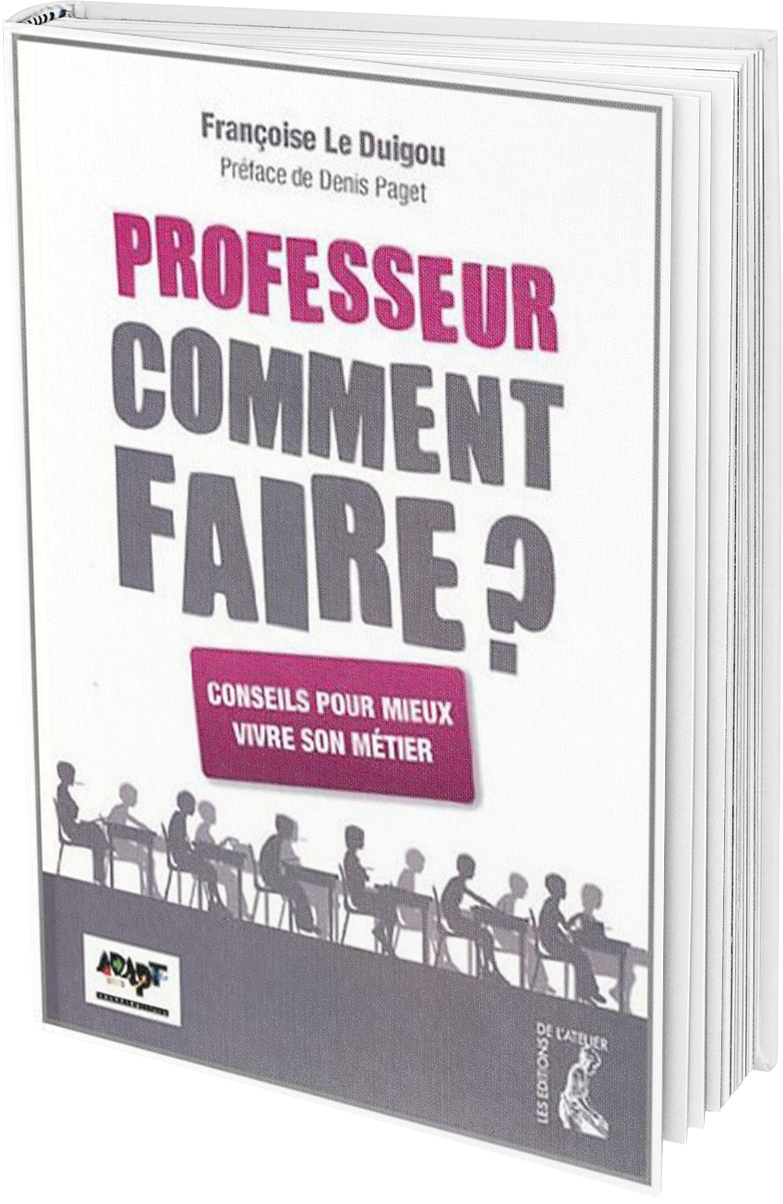 Françoise Le Duigou
Préface de Denis Paget
PROFESSEUR
COMMENT
FAIRE ?
CONSEILS POUR MIEUX
VIVRE SON MÉTIER
ADAPT
LES EDITIONS
DE L'ATELIER